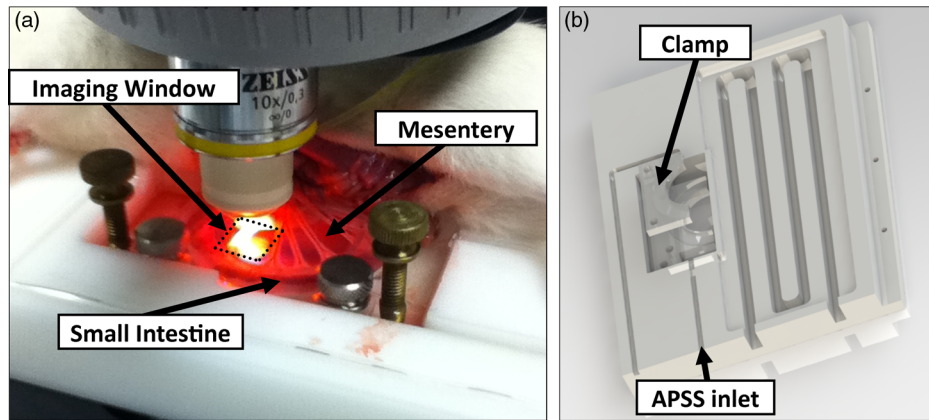 (a)
Imaging Window
ZEISS
10x/0.3
∞/0
Mesentery
Small Intestine
(b)
Clamp
APSS inlet